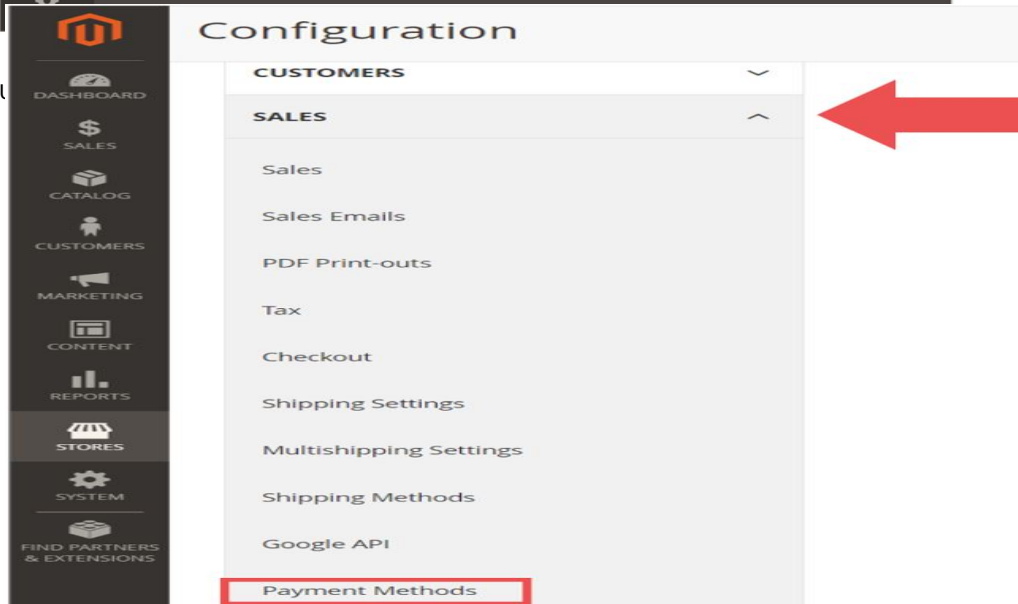 Configuration
CUSTOMERS
SALES
Sales
Sales Emails
PDF Print-outs
Tax
Checkout
Shipping Settings
Multishipping Settings
Shipping Methods
Google API
Payment Methods
DASHBOARD
SALES
CATALOG
CUSTOMERS
MARKETING
CONTENT
REPORTS
STORES
SYSTEM
FIND PARTNERS
& EXTENSIONS